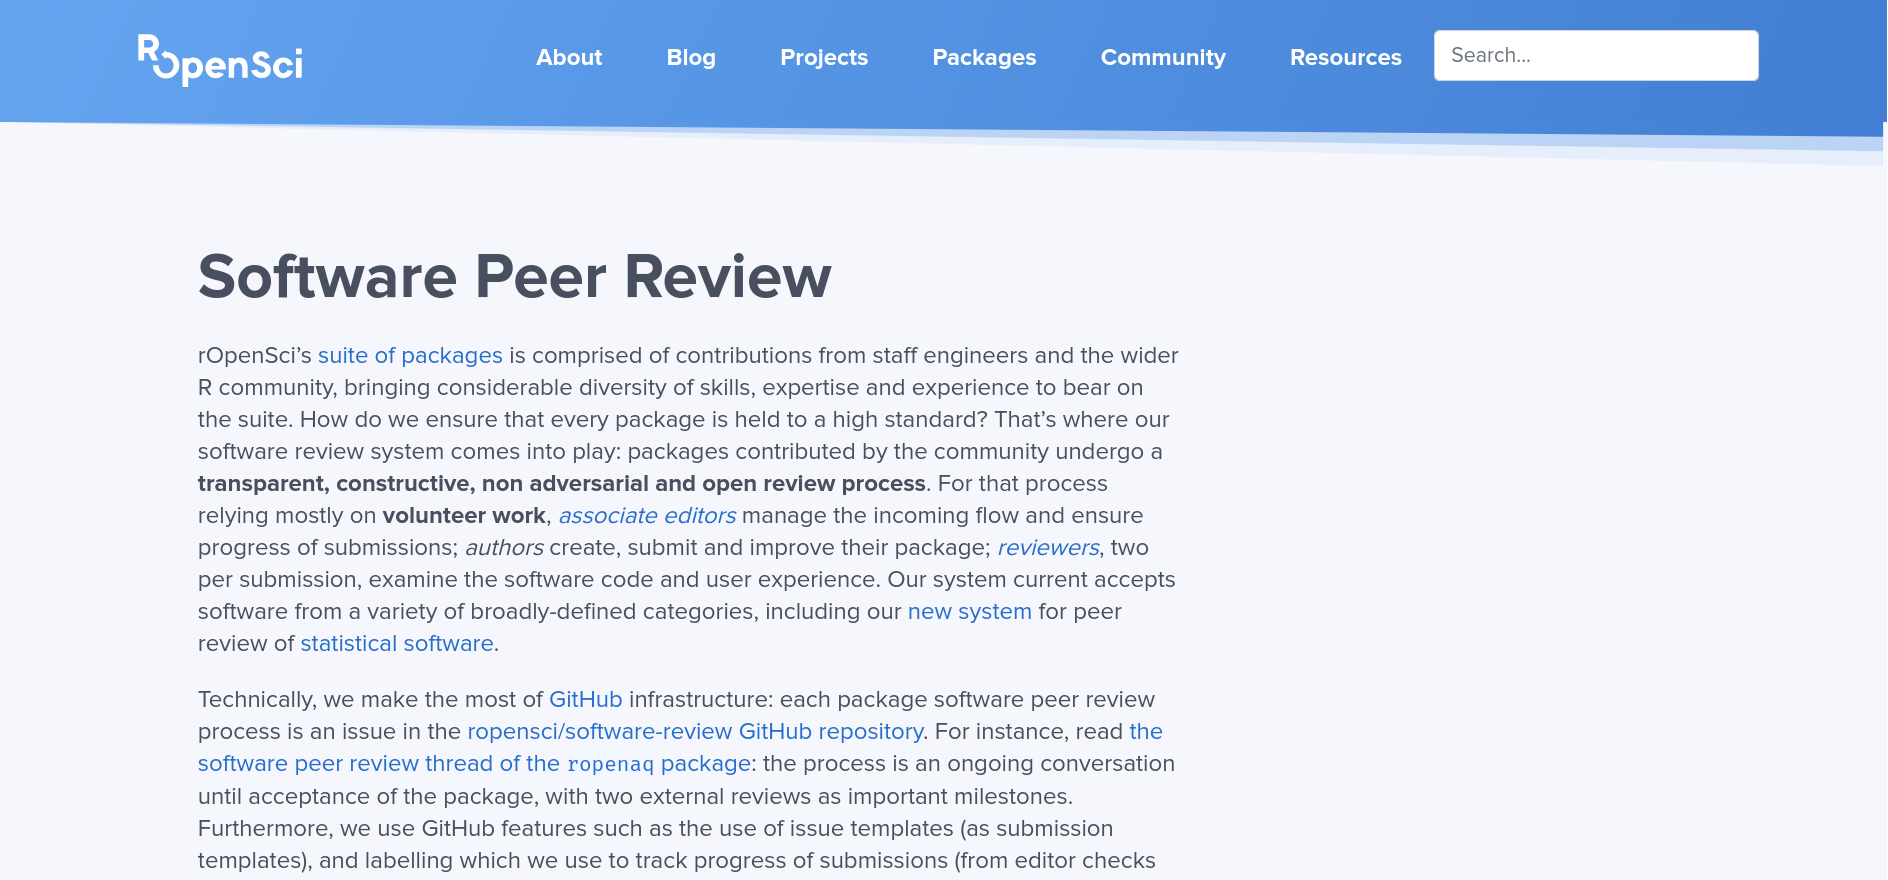 ROpenSci
About Blog Projects Packages Community Resources Search...
Software Peer Review
rOpenSci’s suite of packages is comprised of contributions from staff engineers and the wider
R community, bringing considerable diversity of skills, expertise and experience to bear on
the suite. How do we ensure that every package is held to a high standard? That’s where our
software review system comes into play: packages contributed by the community undergo a
transparent, constructive, non adversarial and open review process. For that process
relying mostly on volunteer work, associate editors manage the incoming flow and ensure
progress of submissions; authors create, submit and improve their package; reviewers, two
per submission, examine the software code and user experience. Our system current accepts
software from a variety of broadly-defined categories, including our new system for peer
review of statistical software.
Technically, we make the most of GitHub infrastructure: each package software peer review
process is an issue in the ropensci/software-review GitHub repository. For instance, read the
software peer review thread of the ropenaq package: the process is an ongoing conversation
until acceptance of the package, with two external reviews as important milestones.
Furthermore, we use GitHub features such as the use of issue templates (as submission
templates), and labelling which we use to track progress of submissions (from editor checks